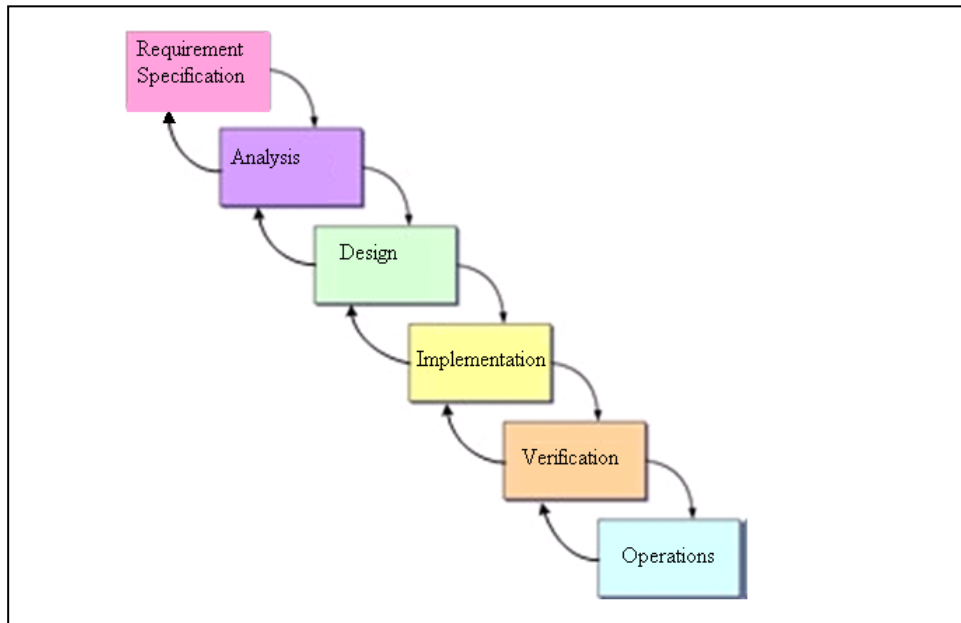 Requirement
Specification
Analysis
Design
Implementation
Verification
Operations